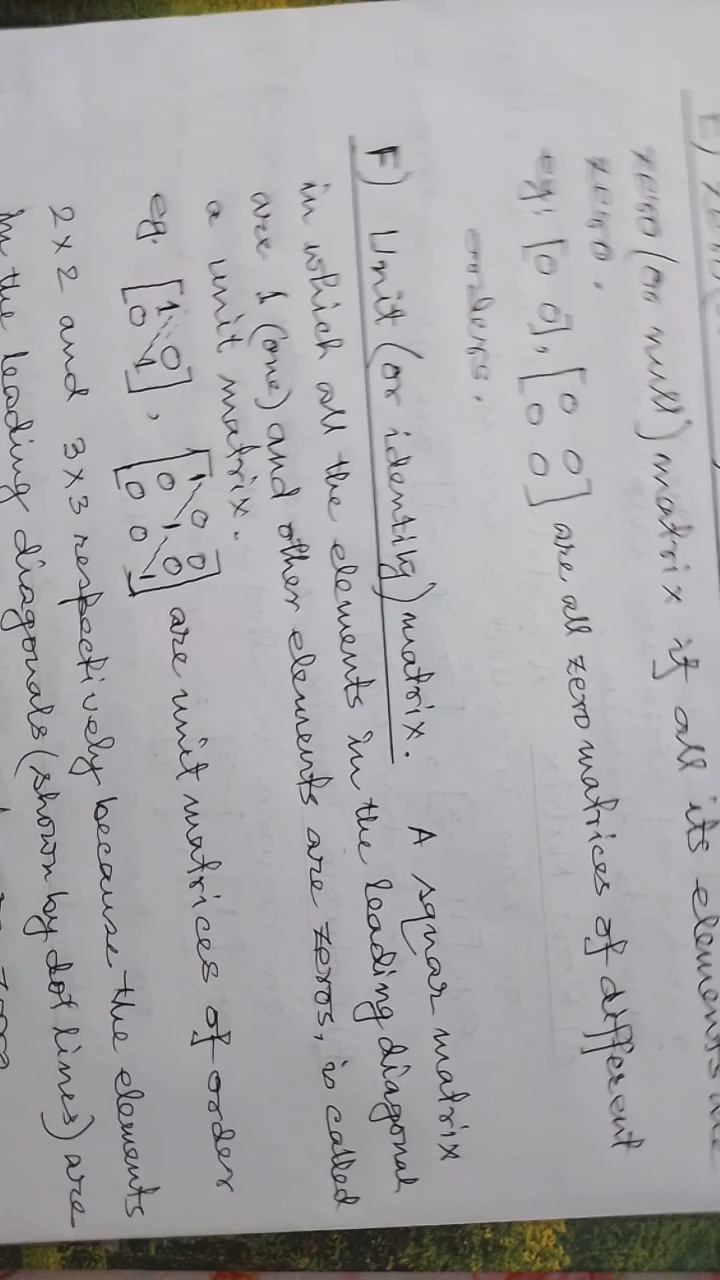 E) Zero (
zero (or null) matrix if all its elements are
zero.
eg: [0 0], [0 0
0 0] are all zero matrices of different
orders.
F) Unit (or identity) matrix. A squar matrix
in which all the elements in the leading diagonal
are 1 (one) and other elements are zeros, is called
a unit matrix.
eg. [1 0
0 1], [1 0 0
0 1 0
0 0 1] are unit matrices of order
2 x 2 and 3 x 3 respectively because the elements
in the leading diagonals (shown by dot lines) are